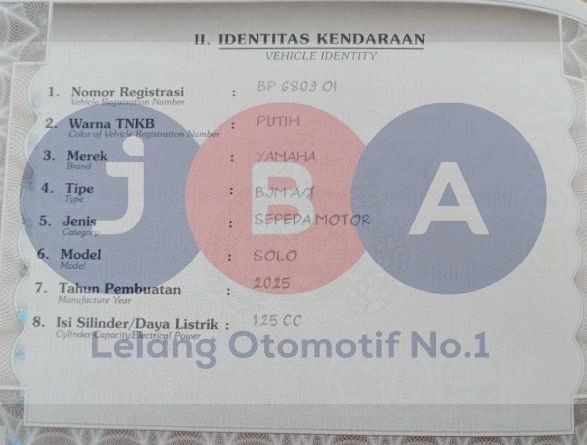 II. IDENTITAS KENDARAAN
VEHICLE IDENTITY
1. Nomor Registrasi : BP 6809 OI
Vehicle Registration Number
2. Warna TNKB : PUTIH
Color of Vehicle Registration Number
3. Merek : YAMAHA
Brand
4. Tipe : BJM A/T
Type
5. Jenis : SEPEDA MOTOR
Category
6. Model : SOLO
Model
7. Tahun Pembuatan : 2025
Manufacture Year
8. Isi Silinder/Daya Listrik : 125 CC
Cylinder Capacity/Electrical Power
jBA
Lelang Otomotif No.1